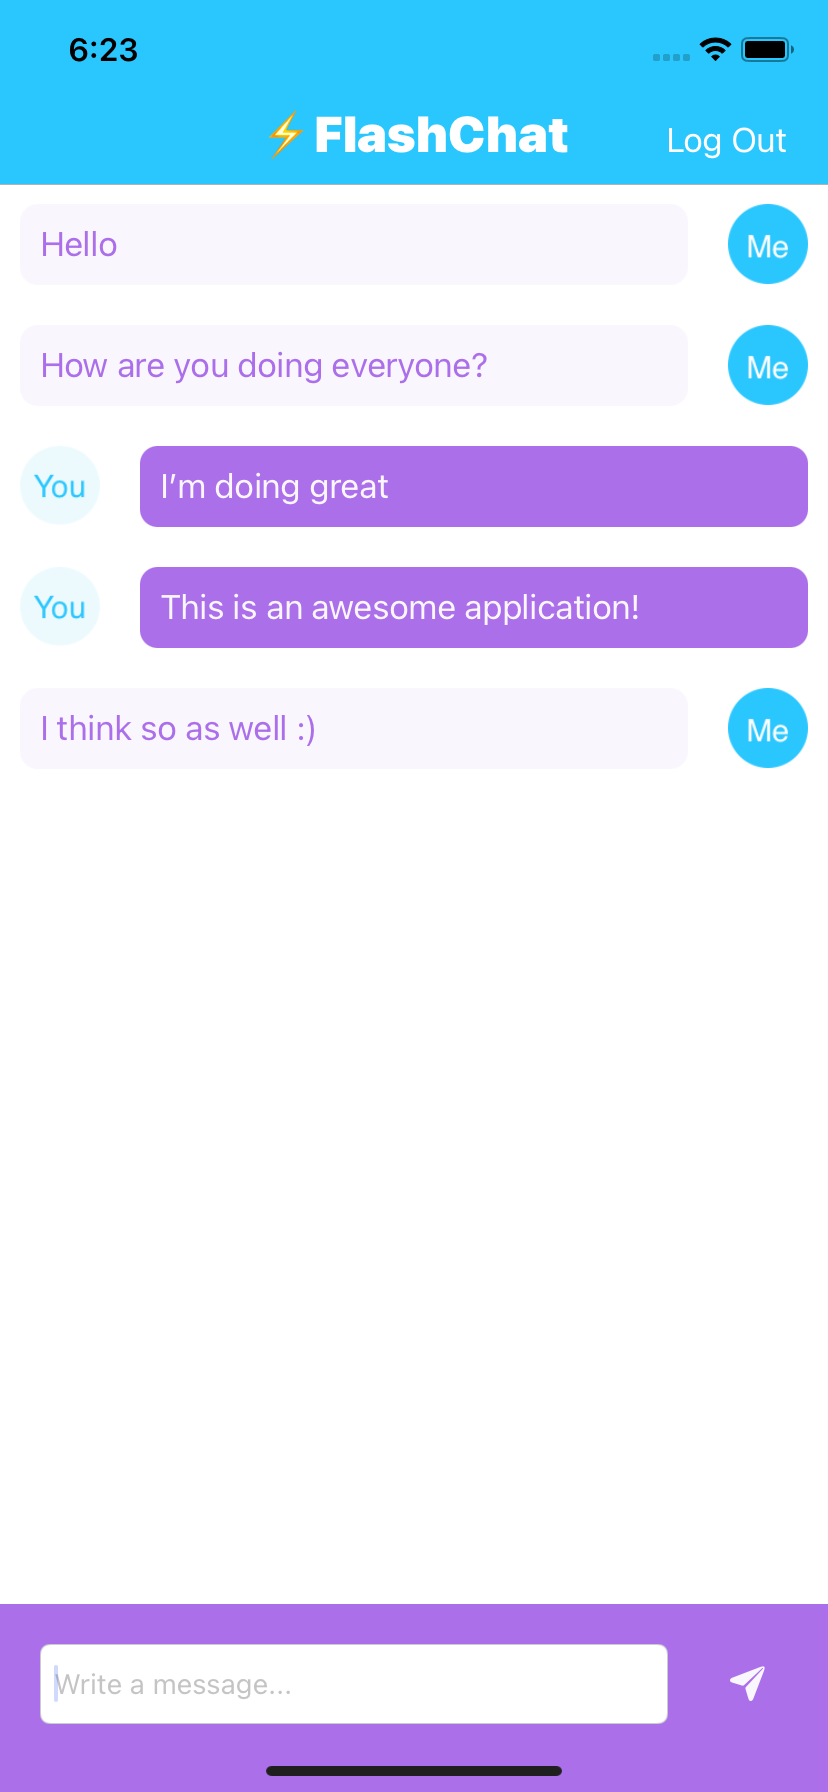 6:23
⚡️FlashChat
Log Out
Hello
Me
How are you doing everyone?
Me
You
I’m doing great
You
This is an awesome application!
I think so as well :)
Me
Write a message...